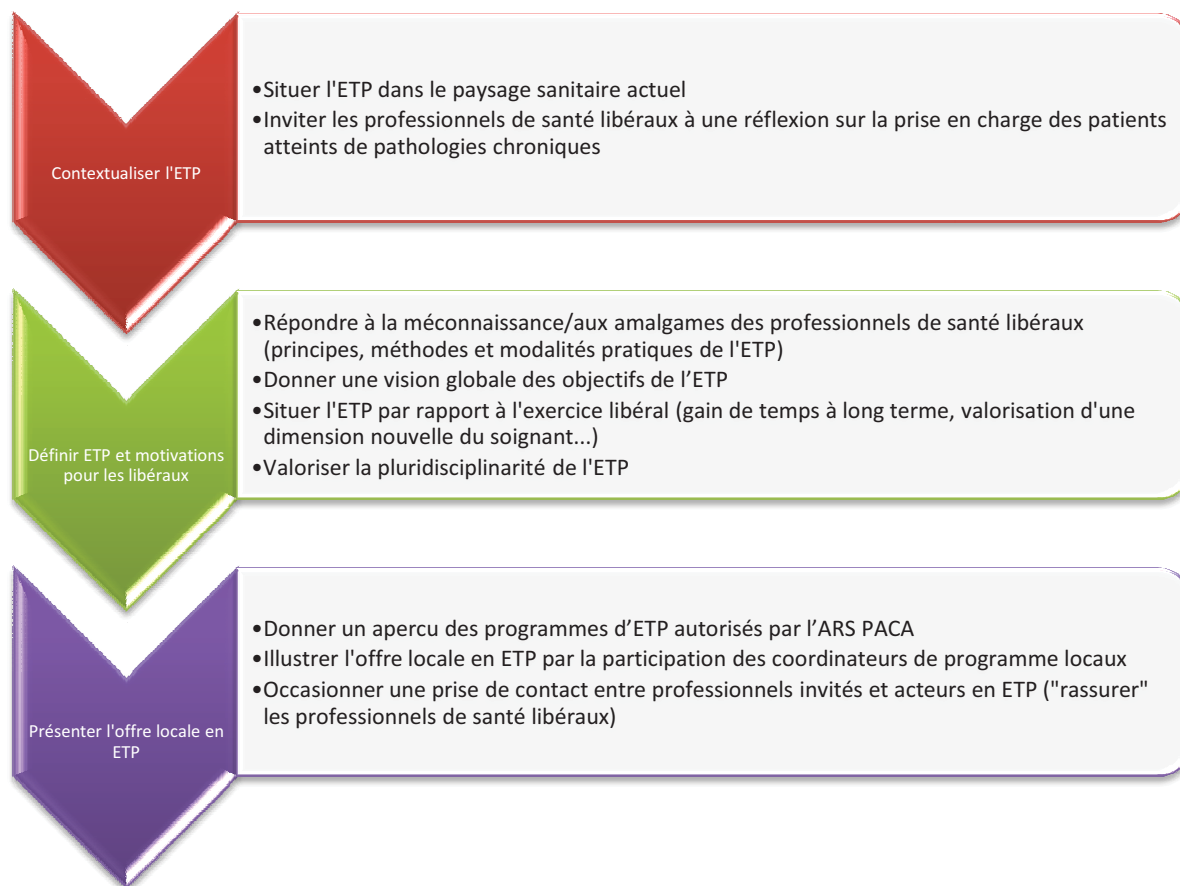 Contextualiser l'ETP
•Situer l'ETP dans le paysage sanitaire actuel
•Inviter les professionnels de santé libéraux à une réflexion sur la prise en charge des patients
atteints de pathologies chroniques
Définir ETP et motivations
pour les libéraux
•Répondre à la méconnaissance/aux amalgames des professionnels de santé libéraux
(principes, méthodes et modalités pratiques de l'ETP)
•Donner une vision globale des objectifs de l’ETP
•Situer l'ETP par rapport à l'exercice libéral (gain de temps à long terme, valorisation d'une
dimension nouvelle du soignant...)
•Valoriser la pluridisciplinarité de l'ETP
Présenter l'offre locale en
ETP
•Donner un apercu des programmes d’ETP autorisés par l’ARS PACA
•Illustrer l'offre locale en ETP par la participation des coordinateurs de programme locaux
•Occasionner une prise de contact entre professionnels invités et acteurs en ETP ("rassurer"
les professionnels de santé libéraux)